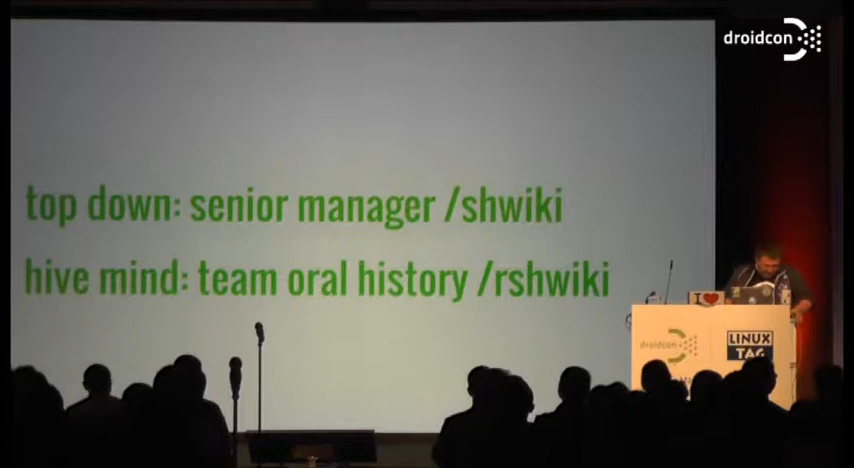 droidcon
top down: senior manager /shwiki
hive mind: team oral history /rshwiki
I
droidcon
LINUX
TAG